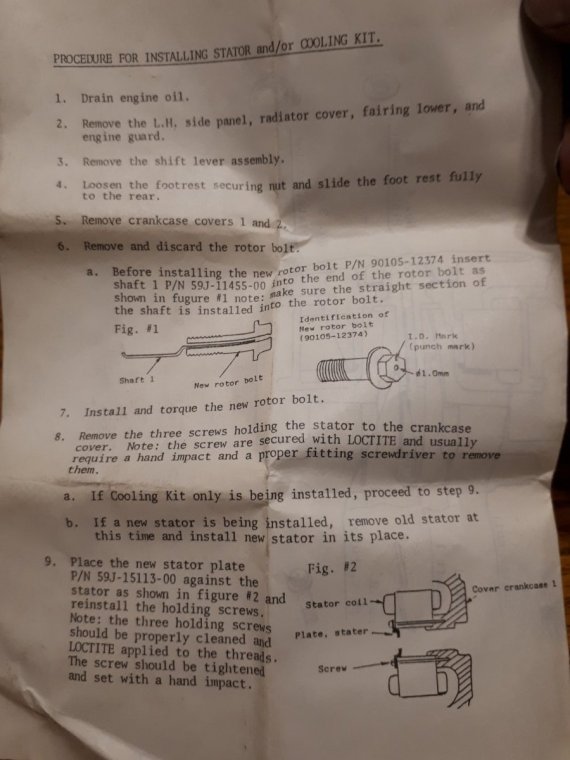 PROCEDURE FOR INSTALLING STATOR and/or COOLING KIT.
1. Drain engine oil.
2. Remove the L.H. side panel, radiator cover, fairing lower, and
engine guard.
3. Remove the shift lever assembly.
4. Loosen the footrest securing nut and slide the foot rest fully
to the rear.
5. Remove crankcase covers 1 and 2.
6. Remove and discard the rotor bolt.
a. Before installing the new rotor bolt P/N 90105-12374 insert
shaft 1 P/N 59J-11455-00 into the end of the rotor bolt as
shown in fugure #1 note: make sure the straight section of
the shaft is installed into the rotor bolt.
Fig. #1
Identification of
New rotor bolt
(90105-12374)
I.D. Mark
(punch mark)
ø1.0mm
Shaft 1
New rotor bolt
7. Install and torque the new rotor bolt.
8. Remove the three screws holding the stator to the crankcase
cover. Note: the screw are secured with LOCTITE and usually
require a hand impact and a proper fitting screwdriver to remove
them.
a. If Cooling Kit only is being installed, proceed to step 9.
b. If a new stator is being installed, remove old stator at
this time and install new stator in its place.
9. Place the new stator plate
P/N 59J-15113-00 against the
stator as shown in figure #2 and
reinstall the holding screws.
Note: the three holding screws
should be properly cleaned and
LOCTITE applied to the threads.
The screw should be tightened
and set with a hand impact.
Fig. #2
Cover crankcase 1
Stator coil
Plate, stater
Screw